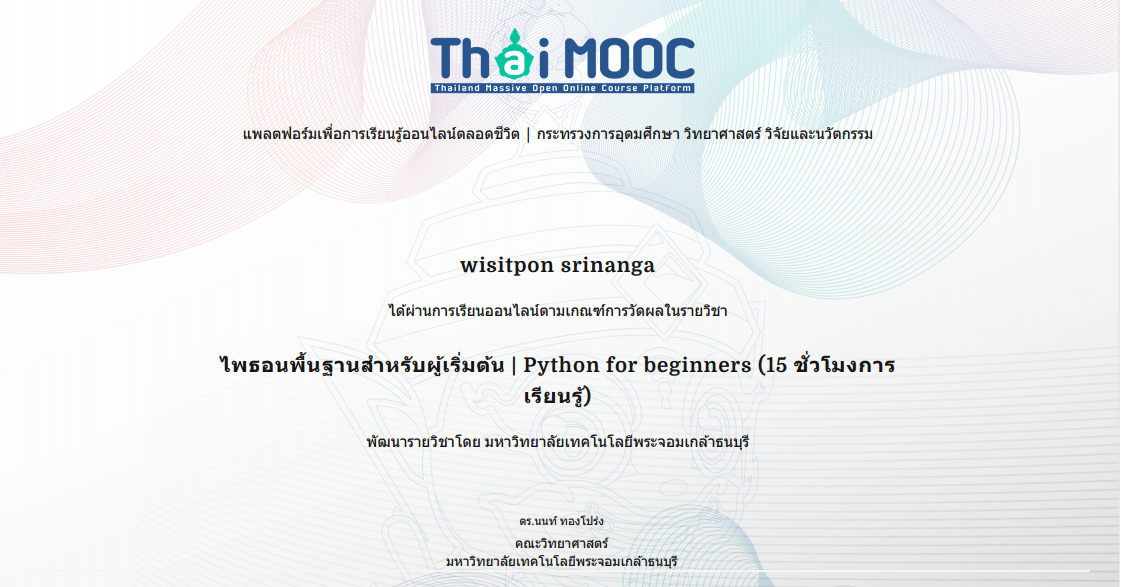 Thai MOOC
Thailand Massive Open Online Course Platform
แพลตฟอร์มเพื่อการเรียนรู้ออนไลน์ตลอดชีวิต | กระทรวงการอุดมศึกษา วิทยาศาสตร์ วิจัยและนวัตกรรม
wisitpon srinanga
ได้ผ่านการเรียนออนไลน์ตามเกณฑ์การวัดผลในรายวิชา
ไพธอนพื้นฐานสำหรับผู้เริ่มต้น | Python for beginners (15 ชั่วโมงการ
เรียนรู้)
พัฒนารายวิชาโดย มหาวิทยาลัยเทคโนโลยีพระจอมเกล้าธนบุรี
ดร.นนท์ ทองโปร่ง
คณะวิทยาศาสตร์
มหาวิทยาลัยเทคโนโลยีพระจอมเกล้าธนบุรี